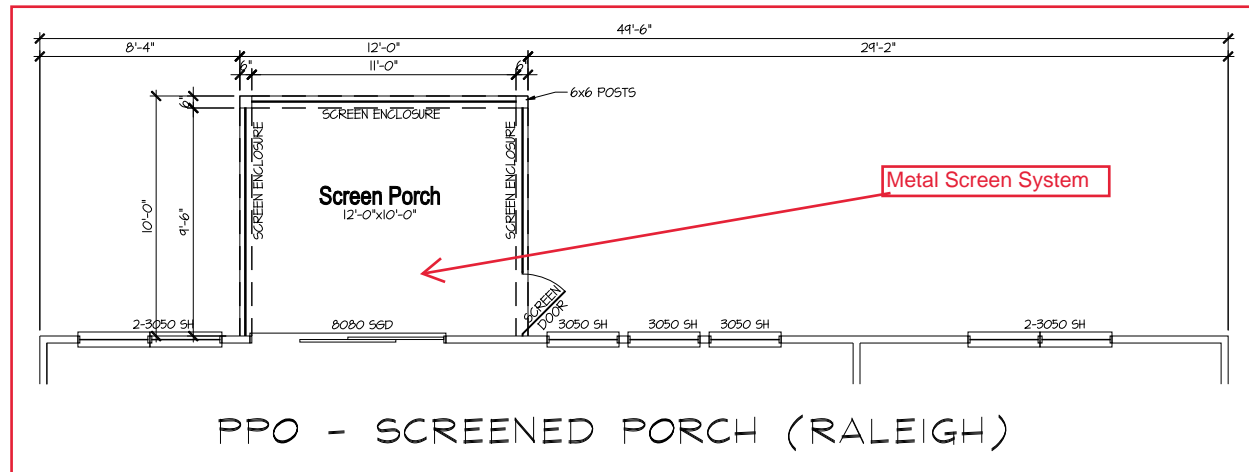 49'-6"
8'-4" 12'-0" 29'-2"
6" 11'-0" 6"
6x6 POSTS
6"
SCREEN ENCLOSURE
SCREEN ENCLOSURE
SCREEN ENCLOSURE
Metal Screen System
Screen Porch
12'-0"x10'-0"
10'-0"
9'-6"
SCREEN
DOOR
2-3050 SH 8080 SGD 3050 SH 3050 SH 3050 SH 2-3050 SH
PPO - SCREENED PORCH (RALEIGH)